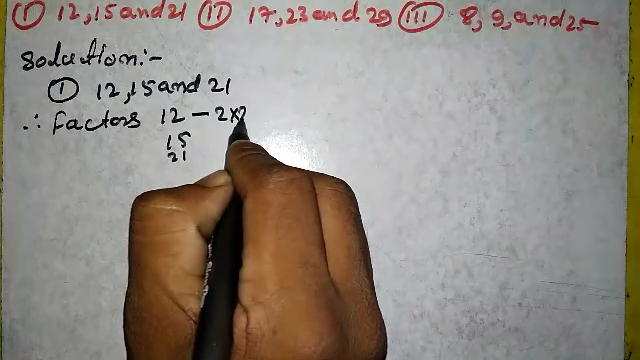 (I) 12, 15 and 21 (II) 17, 23 and 29 (III) 8, 9, and 25
Solution:-
(I) 12, 15 and 21
∴ Factors 12 - 2×2
15
21